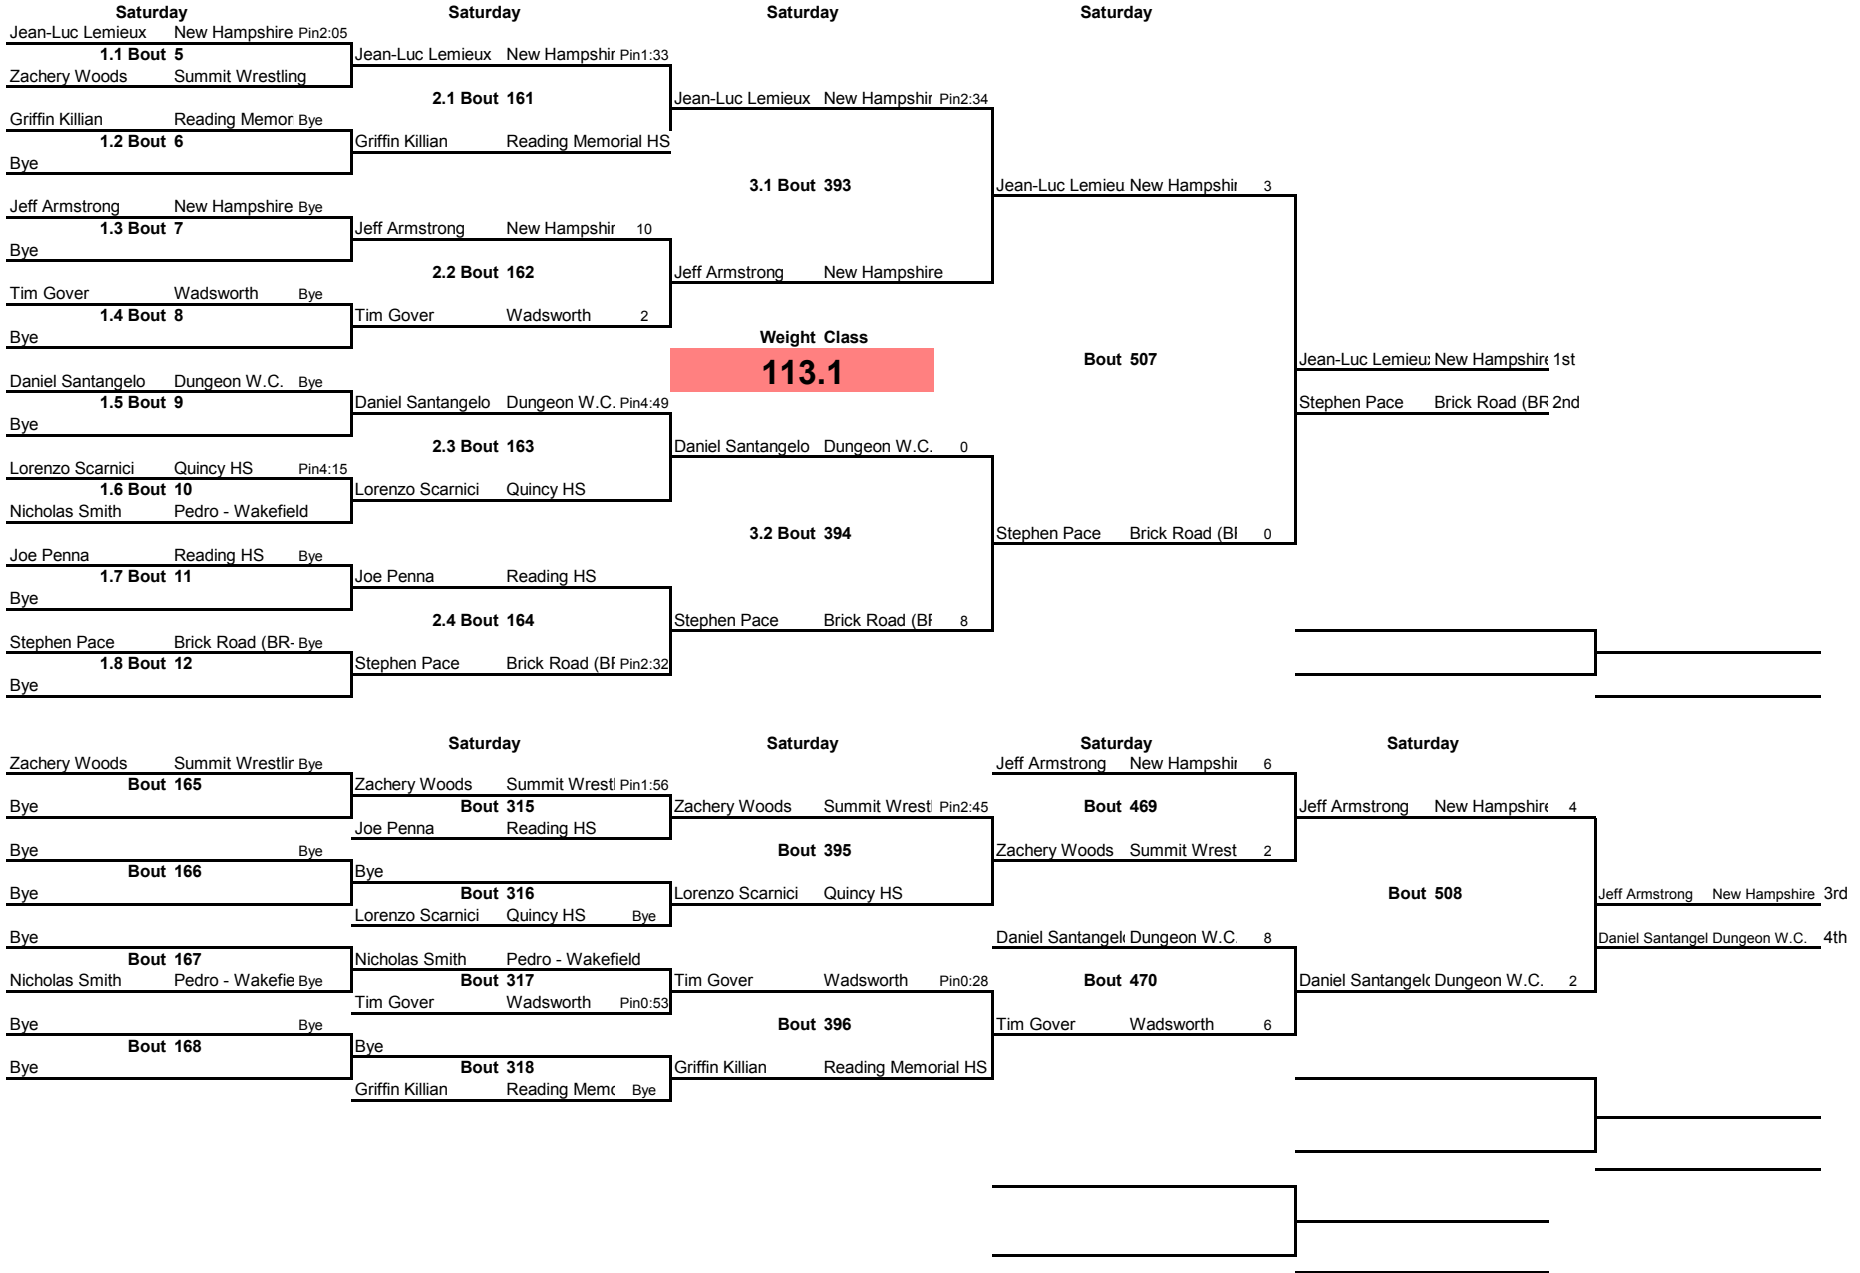 Saturday Saturday Saturday Saturday
Jean-Luc Lemieux New Hampshire Pin2:05
1.1 Bout 5 Jean-Luc Lemieux New Hampshir Pin1:33
Zachery Woods Summit Wrestling
2.1 Bout 161 Jean-Luc Lemieux New Hampshir Pin2:34
Griffin Killian Reading Memor Bye
1.2 Bout 6 Griffin Killian Reading Memorial HS
Bye
3.1 Bout 393 Jean-Luc Lemieu New Hampshir 3
Jeff Armstrong New Hampshire Bye
1.3 Bout 7 Jeff Armstrong New Hampshir 10
Bye
2.2 Bout 162 Jeff Armstrong New Hampshire
Tim Gover Wadsworth Bye
1.4 Bout 8 Tim Gover Wadsworth 2
Bye Weight Class
Bout 507 Jean-Luc Lemieu New Hampshire 1st
113.1
Daniel Santangelo Dungeon W.C. Bye
1.5 Bout 9 Daniel Santangelo Dungeon W.C. Pin4:49 Stephen Pace Brick Road (BR 2nd
Bye
2.3 Bout 163 Daniel Santangelo Dungeon W.C. 0
Lorenzo Scarnici Quincy HS Pin4:15
1.6 Bout 10 Lorenzo Scarnici Quincy HS
Nicholas Smith Pedro - Wakefield
3.2 Bout 394 Stephen Pace Brick Road (BI 0
Joe Penna Reading HS Bye
1.7 Bout 11 Joe Penna Reading HS
Bye
2.4 Bout 164 Stephen Pace Brick Road (BF 8
Stephen Pace Brick Road (BR- Bye
1.8 Bout 12 Stephen Pace Brick Road (BF Pin2:32
Bye
Saturday Saturday Saturday Saturday
Zachery Woods Summit Wrestlir Bye Jeff Armstrong New Hampshir 6
Bout 165 Zachery Woods Summit Wrestl Pin1:56
Bye Bout 315 Zachery Woods Summit Wrestl Pin2:45 Bout 469 Jeff Armstrong New Hampshire 4
Joe Penna Reading HS
Bye Bye Bout 395 Zachery Woods Summit Wrest 2
Bout 166 Bye
Bye Bout 316 Lorenzo Scarnici Quincy HS Bout 508 Jeff Armstrong New Hampshire 3rd
Lorenzo Scarnici Quincy HS Bye
Bye Daniel Santangel Dungeon W.C. 8 Daniel Santangel Dungeon W.C. 4th
Bout 167 Nicholas Smith Pedro - Wakefield
Nicholas Smith Pedro - Wakefie Bye Bout 317 Tim Gover Wadsworth Pin0:28 Bout 470 Daniel Santangelo Dungeon W.C. 2
Tim Gover Wadsworth Pin0:53
Bye Bye Bout 396 Tim Gover Wadsworth 6
Bout 168 Bye
Bye Bout 318 Griffin Killian Reading Memorial HS
Griffin Killian Reading Memo Bye